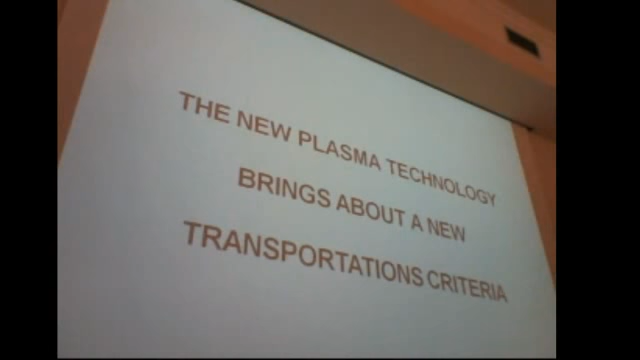 THE NEW PLASMA TECHNOLOGY
BRINGS ABOUT A NEW
TRANSPORTATIONS CRITERIA